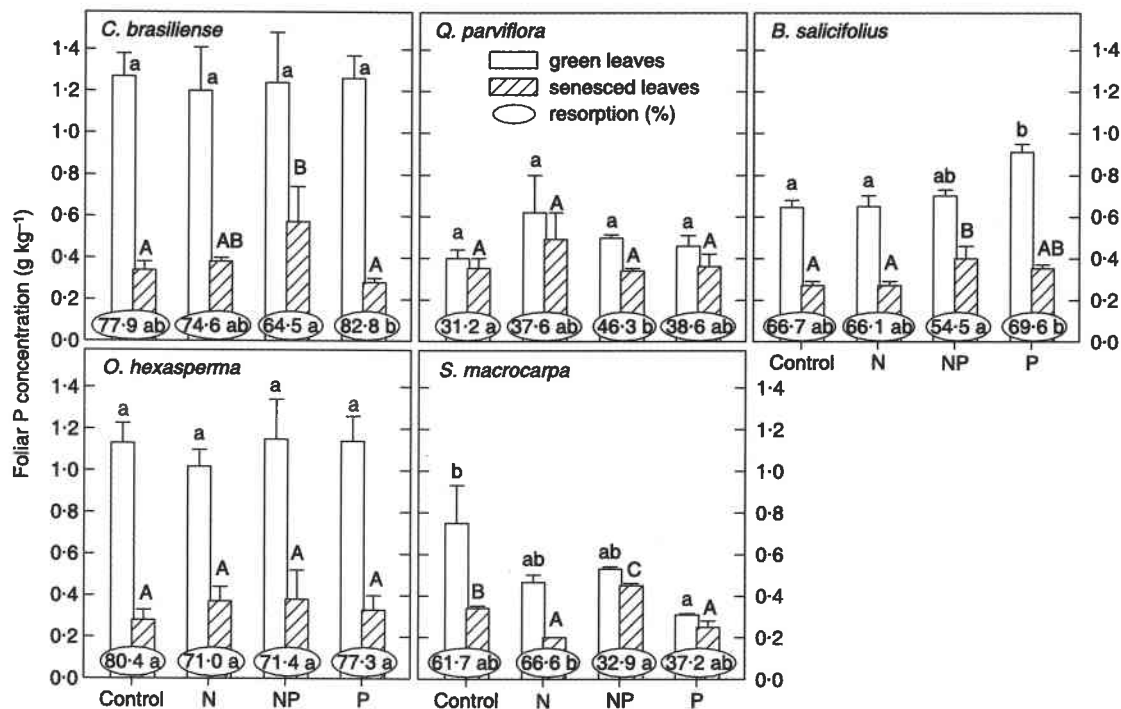 C. brasiliense
Q. parviflora
B. salicifolius
green leaves
senesced leaves
resorption (%)
Foliar P concentration (g kg⁻¹)
1·4
1·2
1·0
0·8
0·6
0·4
0·2
0·0
a a a a
A AB B A
77·9 ab 74·6 ab 64·5 a 82·8 b
a a a a
A A A A
31·2 a 37·6 ab 46·3 b 38·6 ab
a a ab b
A A B AB
66·7 ab 66·1 ab 54·5 a 69·6 b
1·4
1·2
1·0
0·8
0·6
0·4
0·2
0·0
Control N NP P
O. hexasperma
S. macrocarpa
1·4
1·2
1·0
0·8
0·6
0·4
0·2
0·0
a a a a
A A A A
80·4 a 71·0 a 71·4 a 77·3 a
b ab ab a
B A C A
61·7 ab 66·6 b 32·9 a 37·2 ab
1·4
1·2
1·0
0·8
0·6
0·4
0·2
0·0
Control N NP P
Control N NP P